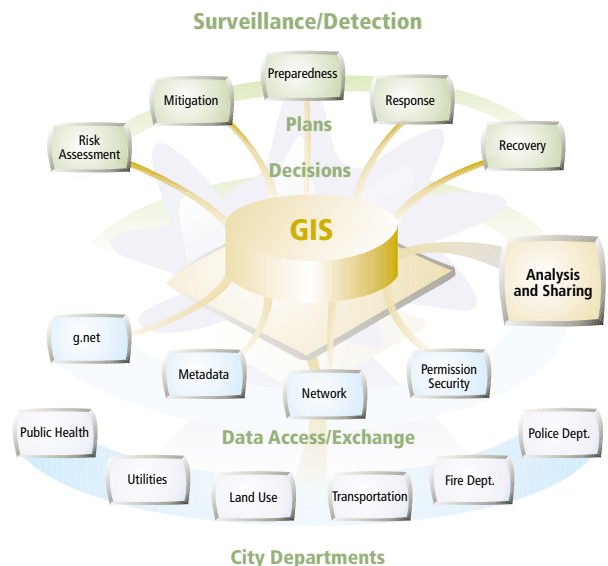 Surveillance/Detection
Preparedness
Mitigation
Response
Plans
Risk
Assessment
Recovery
Decisions
GIS
Analysis
and Sharing
g.net
Metadata
Network
Permission
Security
Data Access/Exchange
Public Health
Utilities
Land Use
Transportation
Fire Dept.
Police Dept.
City Departments